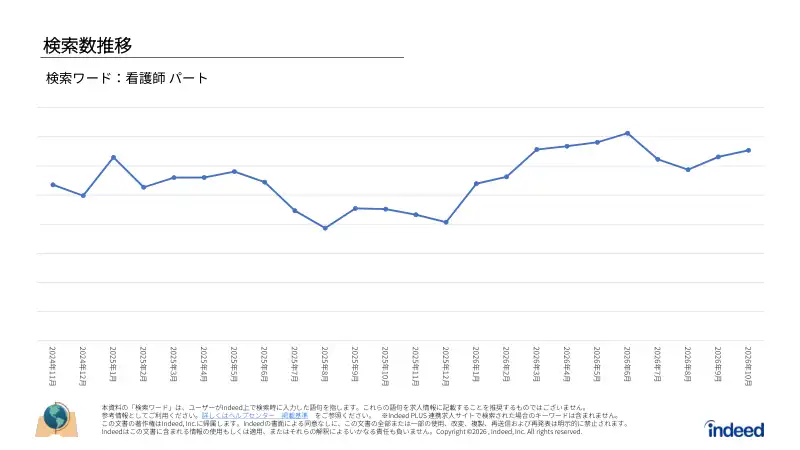 検索数推移
検索ワード：看護師 パート
2024年11月
2024年12月
2025年1月
2025年2月
2025年3月
2025年4月
2025年5月
2025年6月
2025年7月
2025年8月
2025年9月
2025年10月
2025年11月
2025年12月
2026年1月
2026年2月
2026年3月
2026年4月
2026年5月
2026年6月
2026年7月
2026年8月
2026年9月
2026年10月
本資料の「検索ワード」は、ユーザーがIndeed上で検索時に入力した語句を指します。これらの語句を求人情報に記載することを推奨するものではございません。
参考情報としてご利用ください。詳しくはヘルプセンター　掲載基準　をご参照ください。　※Indeed PLUS 連携求人サイトで検索された場合のキーワードは含まれません。
この文書の著作権はIndeed, Inc.に帰属します。Indeedの書面による同意なしに、この文書の全部または一部の使用、改変、複製、再送信および再発表は明示的に禁止されます。
Indeedはこの文書に含まれる情報の使用もしくは適用、またはそれらの解釈によるいかなる責任も負いません。Copyright ©2026 , Indeed, Inc. All rights reserved.
indeed